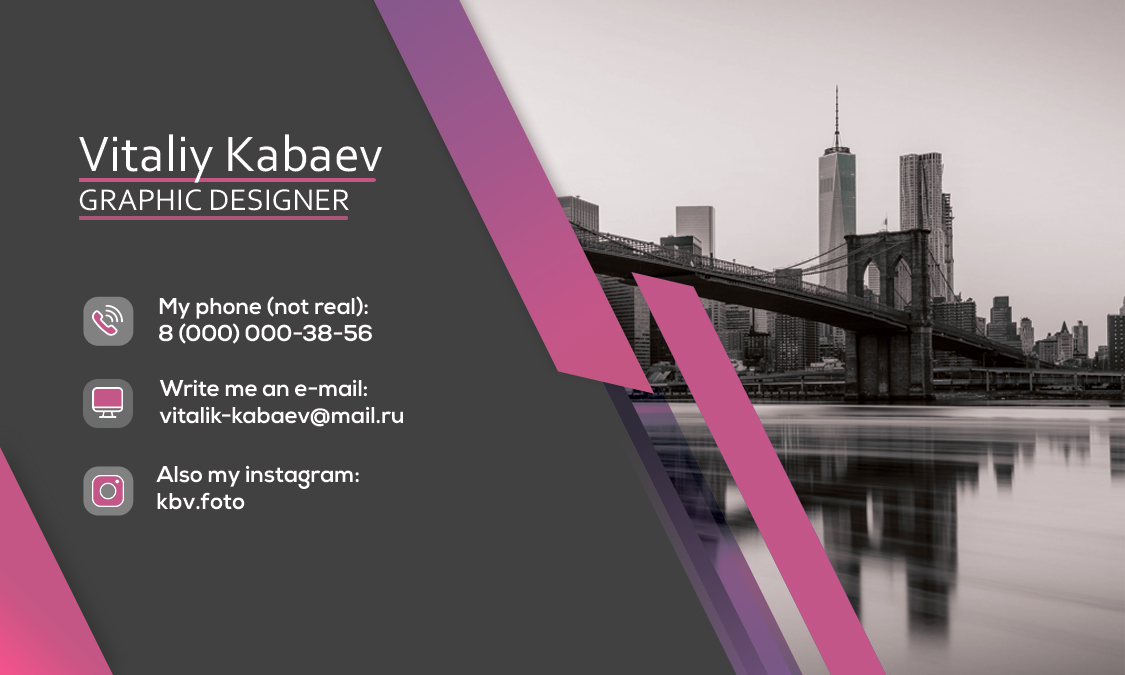 Vitaliy Kabaev
GRAPHIC DESIGNER
My phone (not real):
8 (000) 000-38-56
Write me an e-mail:
vitalik-kabaev@mail.ru
Also my instagram:
kbv.foto